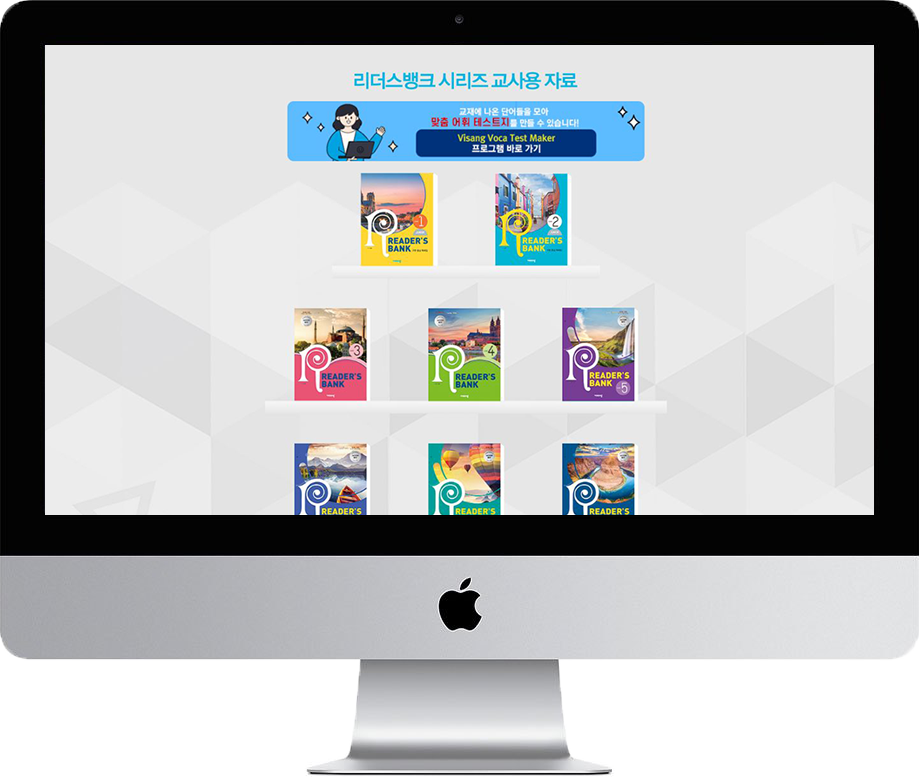 리더스뱅크 시리즈 교사용 자료
교재에 나온 단어들을 모아
맞춤 어휘 테스트지를 만들 수 있습니다!
Visang Voca Test Maker
프로그램 바로 가기
1
READER'S
BANK
2
READER'S
BANK
3
READER'S
BANK
4
READER'S
BANK
5
READER'S
BANK
READER'S
READER'S
READER'S